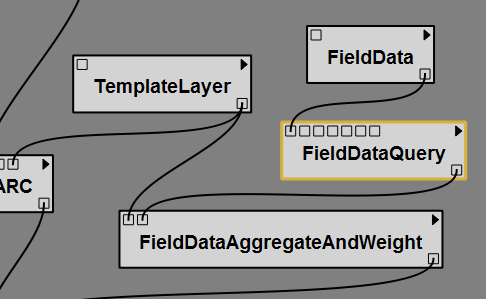 FieldData
TemplateLayer
FieldDataQuery
ARC
FieldDataAggregateAndWeight